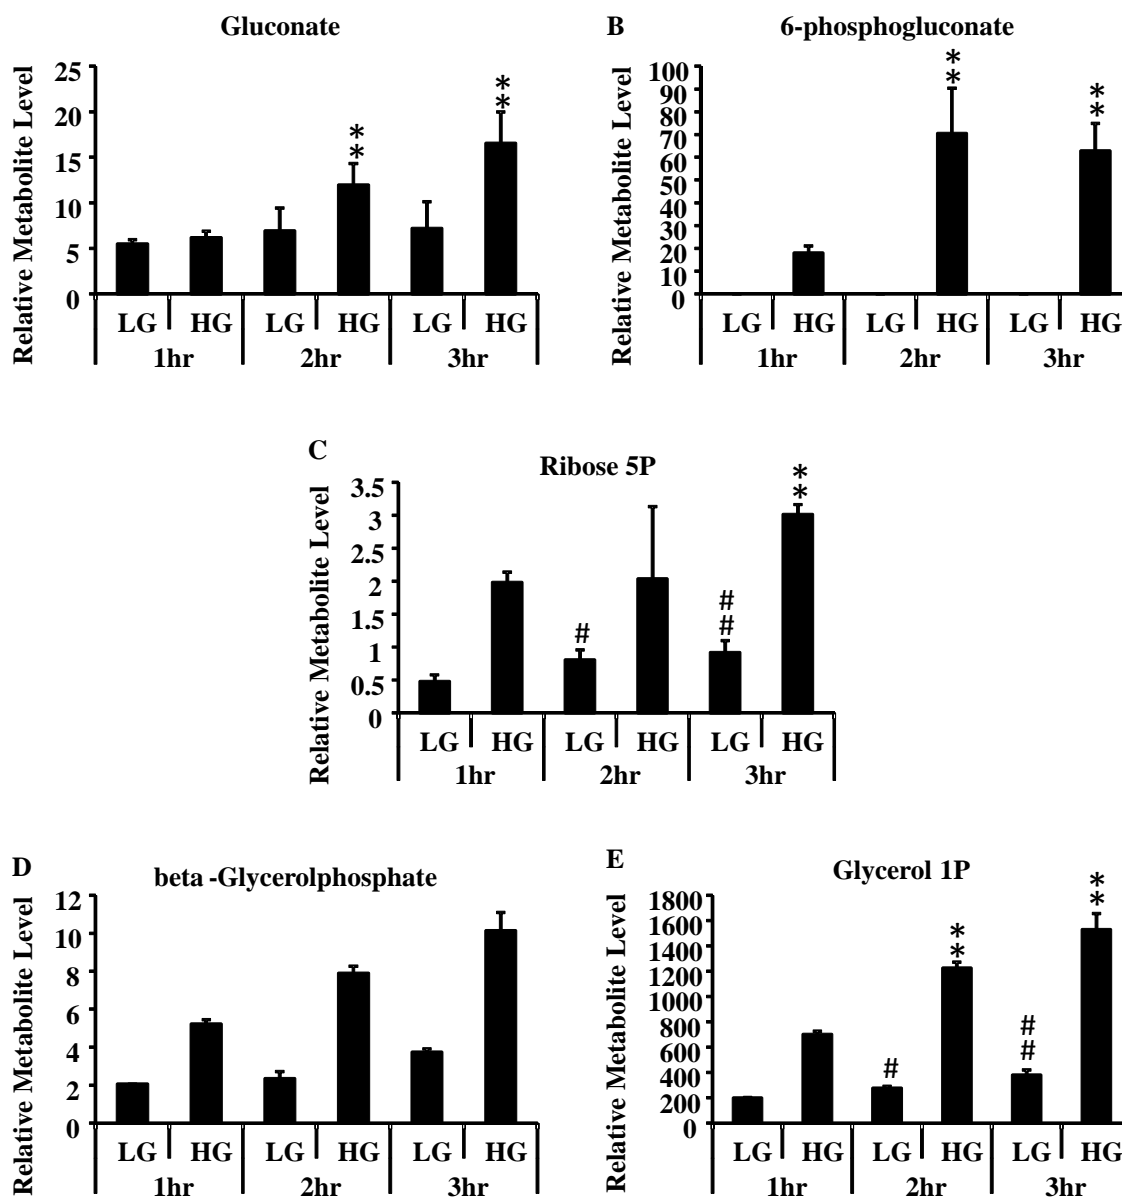 Gluconate
Relative Metabolite Level
25
20
15
10
5
0
* *
* *
LG HG LG HG LG HG
1hr 2hr 3hr
B
6-phosphogluconate
Relative Metabolite Level
100
90
80
70
60
50
40
30
20
10
0
* *
* *
LG HG LG HG LG HG
1hr 2hr 3hr
C
Ribose 5P
Relative Metabolite Level
3.5
3
2.5
2
1.5
1
0.5
0
#
# #
* *
LG HG LG HG LG HG
1hr 2hr 3hr
D
beta -Glycerolphosphate
Relative Metabolite Level
12
10
8
6
4
2
0
LG HG LG HG LG HG
1hr 2hr 3hr
E
Glycerol 1P
Relative Metabolite Level
1800
1600
1400
1200
1000
800
600
400
200
0
#
* *
# #
* *
LG HG LG HG LG HG
1hr 2hr 3hr